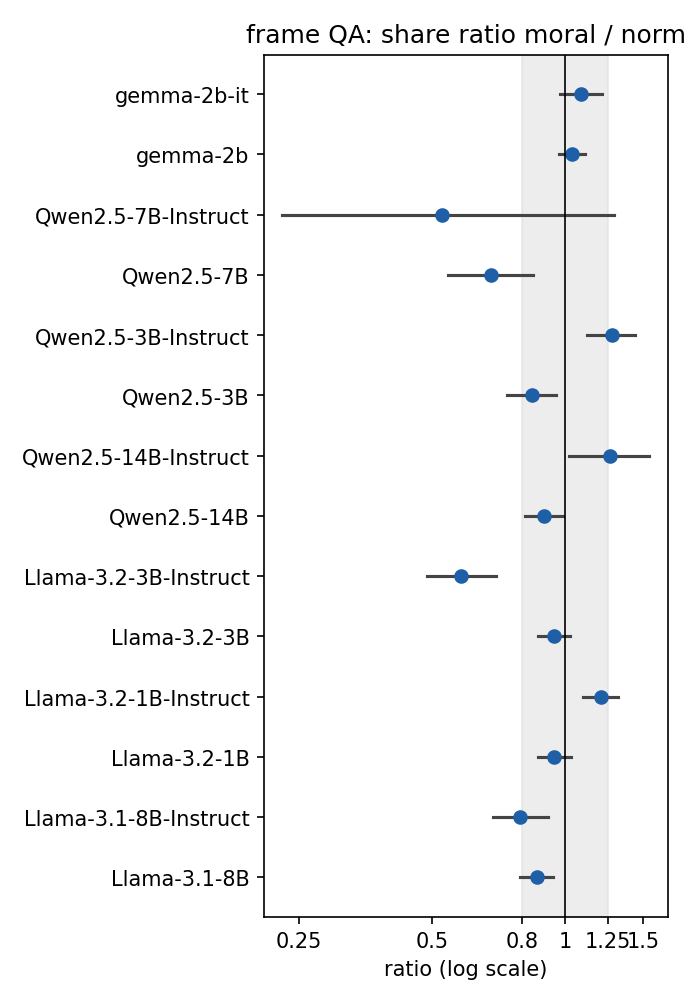 frame QA: share ratio moral / norm
gemma-2b-it
gemma-2b
Qwen2.5-7B-Instruct
Qwen2.5-7B
Qwen2.5-3B-Instruct
Qwen2.5-3B
Qwen2.5-14B-Instruct
Qwen2.5-14B
Llama-3.2-3B-Instruct
Llama-3.2-3B
Llama-3.2-1B-Instruct
Llama-3.2-1B
Llama-3.1-8B-Instruct
Llama-3.1-8B
0.25 0.5 0.8 1 1.25 1.5
ratio (log scale)